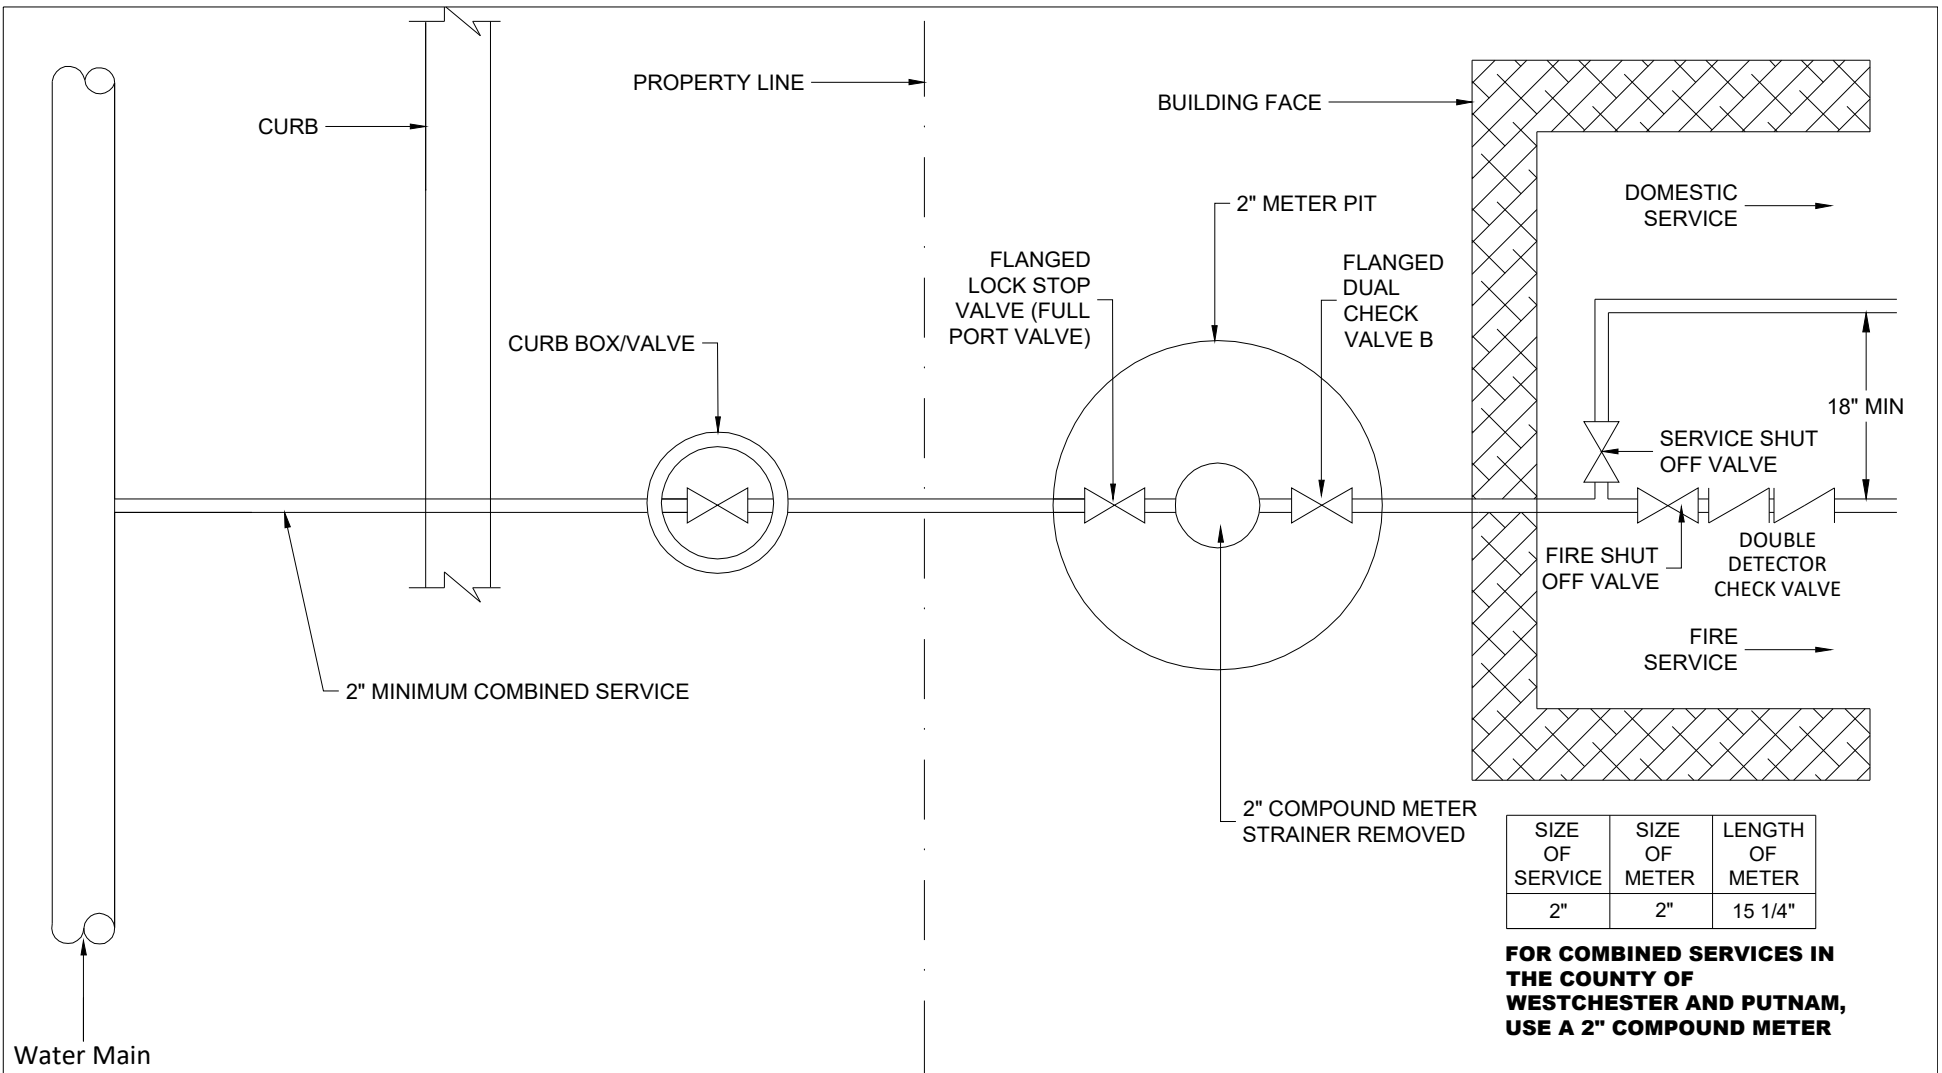 PROPERTY LINE
CURB
BUILDING FACE
DOMESTIC
SERVICE
2" METER PIT
FLANGED
LOCK STOP
VALVE (FULL
PORT VALVE)
FLANGED
DUAL
CHECK
VALVE B
CURB BOX/VALVE
18" MIN
SERVICE SHUT
OFF VALVE
FIRE SHUT
OFF VALVE
DOUBLE
DETECTOR
CHECK VALVE
FIRE
SERVICE
2" MINIMUM COMBINED SERVICE
2" COMPOUND METER
STRAINER REMOVED
SIZE
OF
SERVICE
SIZE
OF
METER
LENGTH
OF
METER
2"
2"
15 1/4"
FOR COMBINED SERVICES IN
THE COUNTY OF
WESTCHESTER AND PUTNAM,
USE A 2" COMPOUND METER
Water Main